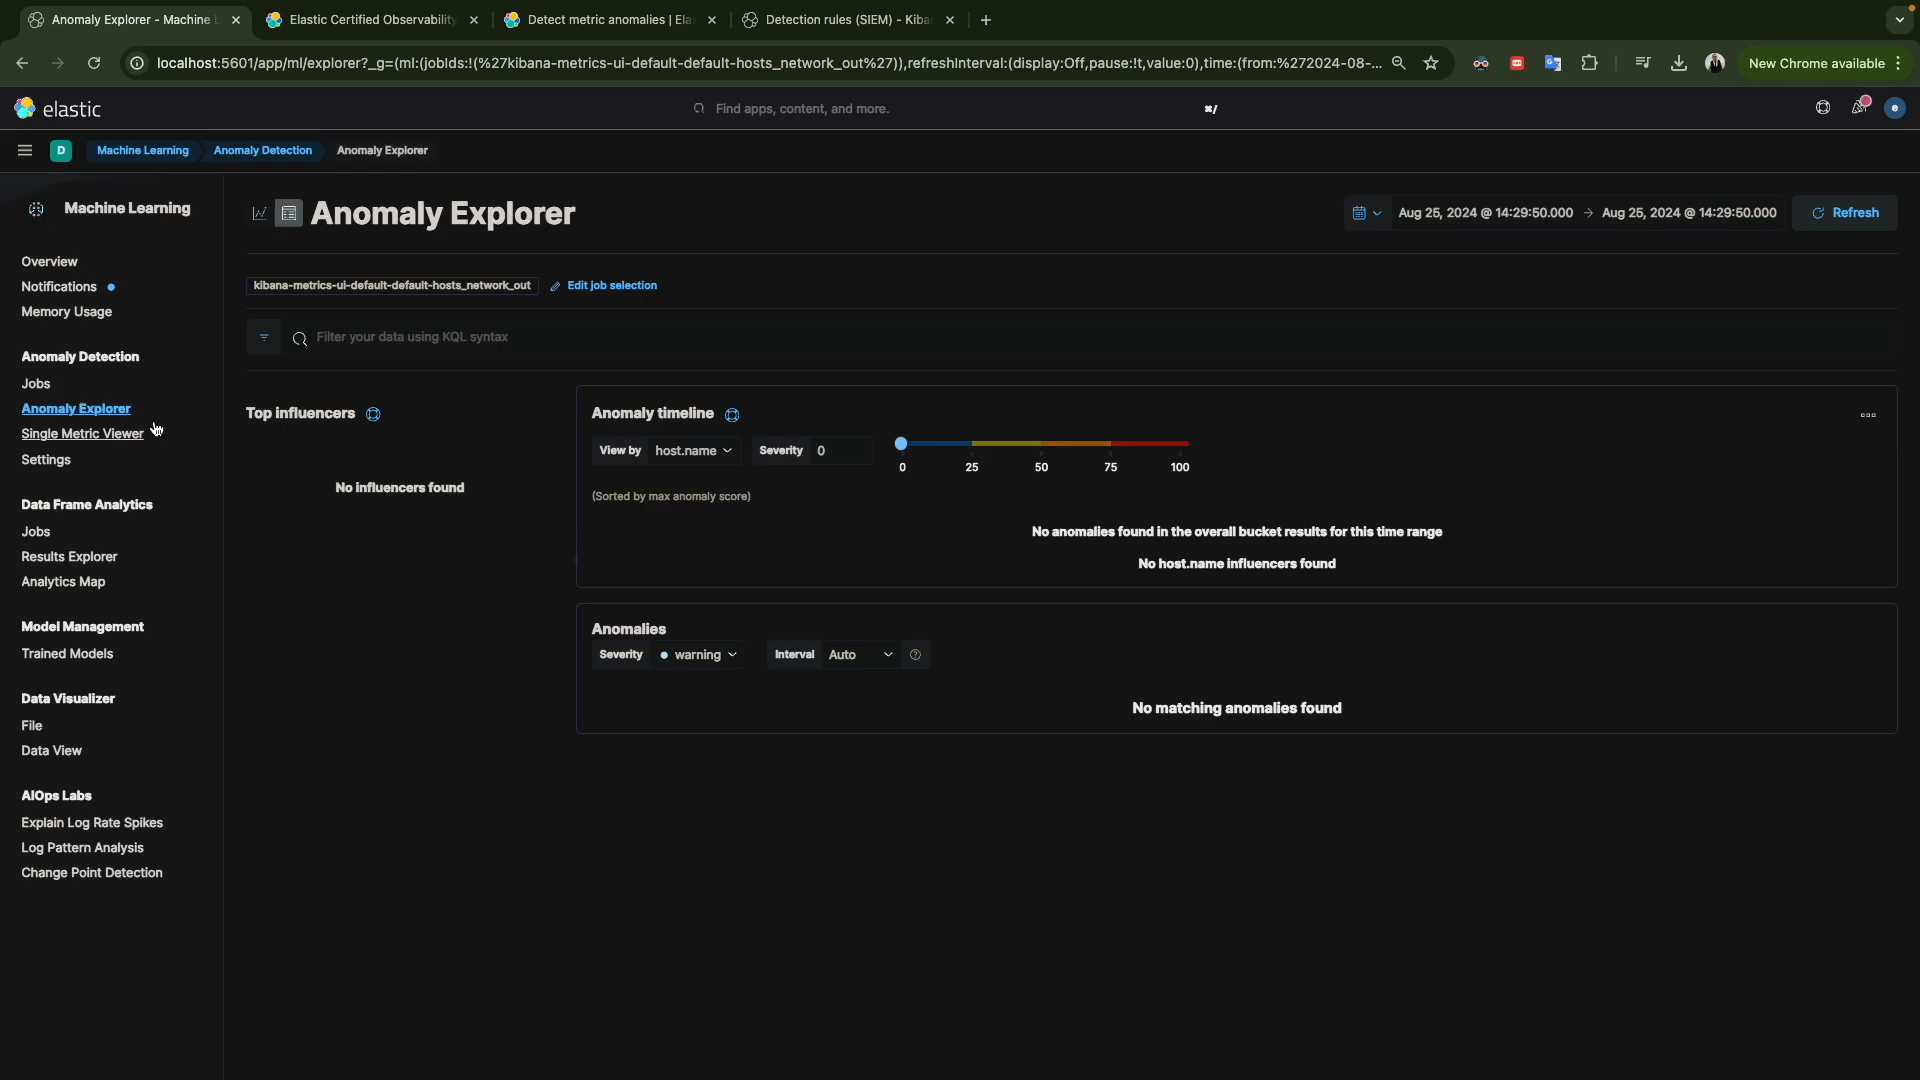 Anomaly Explorer - Machine L
Elastic Certified Observability
Detect metric anomalies | Ela
Detection rules (SIEM) - Kiba
localhost:5601/app/ml/explorer?_g=(ml:(jobIds:!(%27kibana-metrics-ui-default-default-hosts_network_out%27)),refreshInterval:(display:Off,pause:!t,value:0),time:(from:%272024-08-...
New Chrome available
elastic
Find apps, content, and more.
⌘/
e
D
Machine Learning
Anomaly Detection
Anomaly Explorer
Machine Learning
Overview
Notifications
Memory Usage
Anomaly Detection
Jobs
Anomaly Explorer
Single Metric Viewer
Settings
Data Frame Analytics
Jobs
Results Explorer
Analytics Map
Model Management
Trained Models
Data Visualizer
File
Data View
AIOps Labs
Explain Log Rate Spikes
Log Pattern Analysis
Change Point Detection
Anomaly Explorer
Aug 25, 2024 @ 14:29:50.000 → Aug 25, 2024 @ 14:29:50.000
Refresh
kibana-metrics-ui-default-default-hosts_network_out
Edit job selection
Filter your data using KQL syntax
Top influencers
No influencers found
Anomaly timeline
View by host.name
Severity 0
0 25 50 75 100
(Sorted by max anomaly score)
No anomalies found in the overall bucket results for this time range
No host.name influencers found
Anomalies
Severity warning
Interval Auto
No matching anomalies found